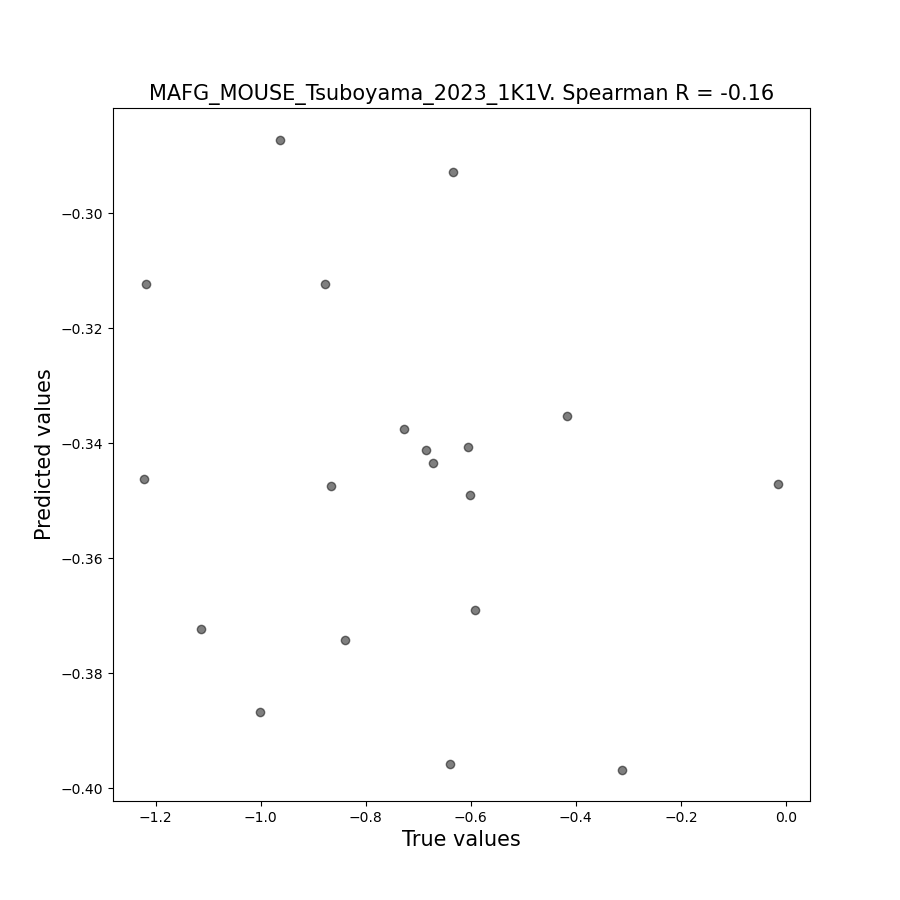 MAFG_MOUSE_Tsuboyama_2023_1K1V. Spearman R = -0.16
Predicted values
−0.30
−0.32
−0.34
−0.36
−0.38
−0.40
−1.2 −1.0 −0.8 −0.6 −0.4 −0.2 0.0
True values